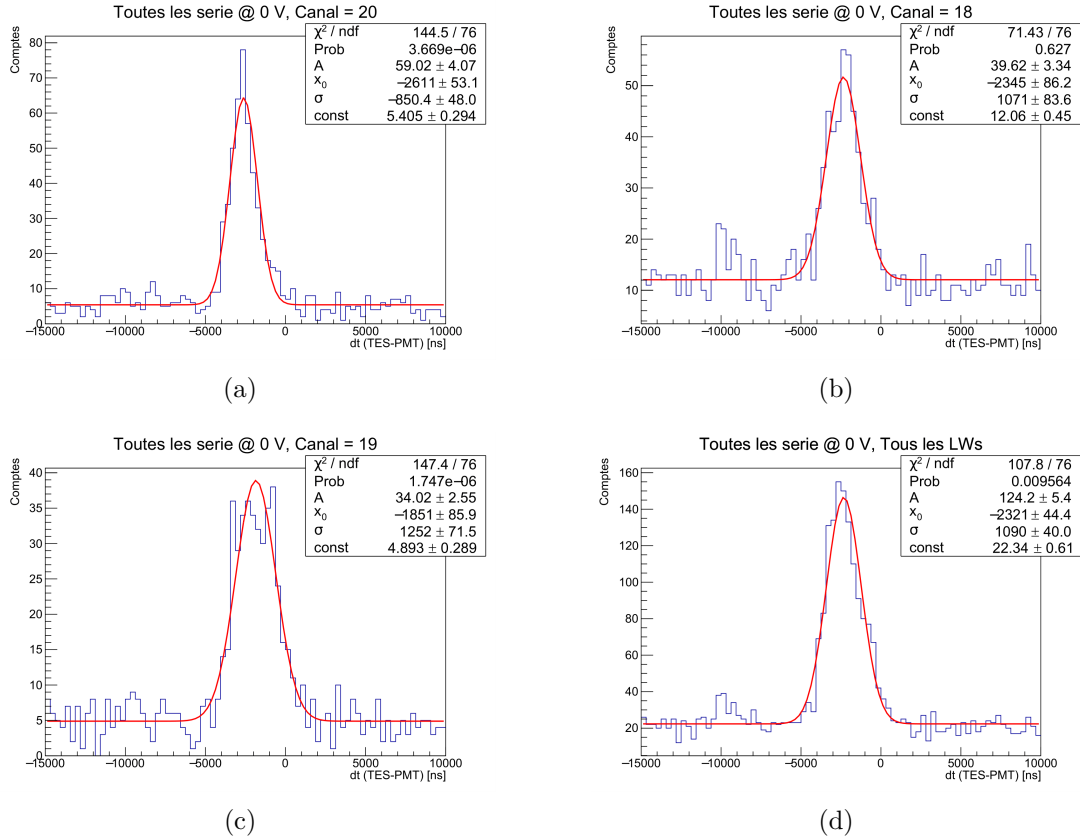 Toutes les serie @ 0 V, Canal = 20
Comptes
χ² / ndf 144.5 / 76
Prob 3.669e−06
A 59.02 ± 4.07
x₀ −2611 ± 53.1
σ −850.4 ± 48.0
const 5.405 ± 0.294
80
70
60
50
40
30
20
10
0
−15000 −10000 −5000 0 5000 10000
dt (TES-PMT) [ns]
(a)
Toutes les serie @ 0 V, Canal = 18
Comptes
χ² / ndf 71.43 / 76
Prob 0.627
A 39.62 ± 3.34
x₀ −2345 ± 86.2
σ 1071 ± 83.6
const 12.06 ± 0.45
50
40
30
20
10
−15000 −10000 −5000 0 5000 10000
dt (TES-PMT) [ns]
(b)
Toutes les serie @ 0 V, Canal = 19
Comptes
χ² / ndf 147.4 / 76
Prob 1.747e−06
A 34.02 ± 2.55
x₀ −1851 ± 85.9
σ 1252 ± 71.5
const 4.893 ± 0.289
40
35
30
25
20
15
10
5
0
−15000 −10000 −5000 0 5000 10000
dt (TES-PMT) [ns]
(c)
Toutes les serie @ 0 V, Tous les LWs
Comptes
χ² / ndf 107.8 / 76
Prob 0.009564
A 124.2 ± 5.4
x₀ −2321 ± 44.4
σ 1090 ± 40.0
const 22.34 ± 0.61
160
140
120
100
80
60
40
20
−15000 −10000 −5000 0 5000 10000
dt (TES-PMT) [ns]
(d)